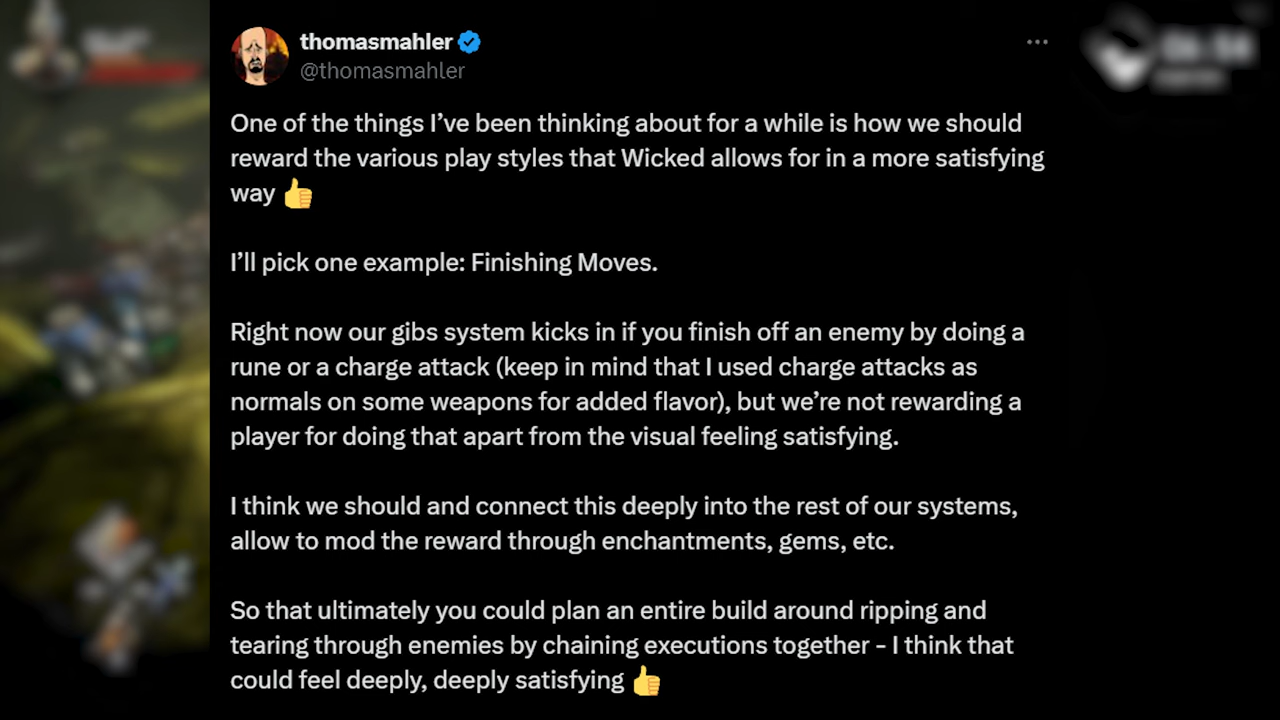 thomasmahler
@thomasmahler
One of the things I’ve been thinking about for a while is how we should
reward the various play styles that Wicked allows for in a more satisfying
way 👍
I’ll pick one example: Finishing Moves.
Right now our gibs system kicks in if you finish off an enemy by doing a
rune or a charge attack (keep in mind that I used charge attacks as
normals on some weapons for added flavor), but we’re not rewarding a
player for doing that apart from the visual feeling satisfying.
I think we should and connect this deeply into the rest of our systems,
allow to mod the reward through enchantments, gems, etc.
So that ultimately you could plan an entire build around ripping and
tearing through enemies by chaining executions together – I think that
could feel deeply, deeply satisfying 👍